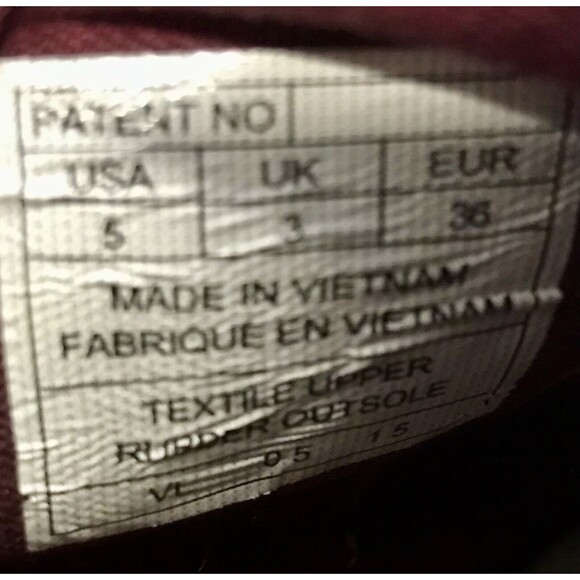 PATENT NO
USA UK EUR
5 3 36
MADE IN VIETNAM
FABRIQUE EN VIETNAM
TEXTILE UPPER
RUBBER OUTSOLE
05 15
VL